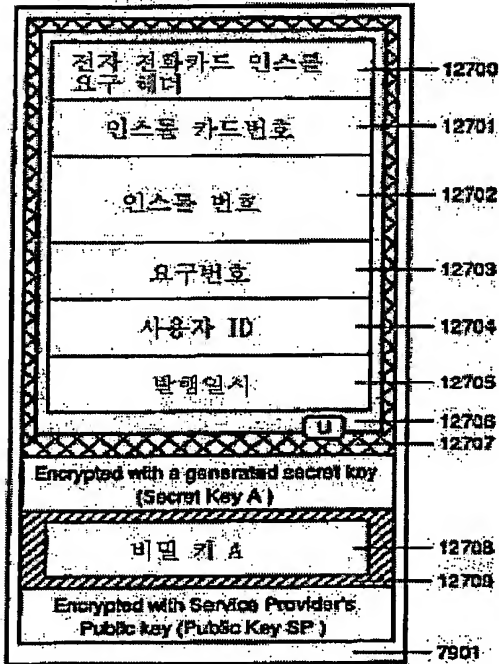 전자 전화카드 인스톨
요구 헤더
12700
인스톨 카드번호
12701
인스톨 번호
12702
요구번호
12703
사용자 ID
12704
발행일시
12705
U
12706
12707
Encrypted with a generated secret key
(Secret Key A)
비밀 키 A
12708
12709
Encrypted with Service Provider's
Public key (Public Key SP)
7901